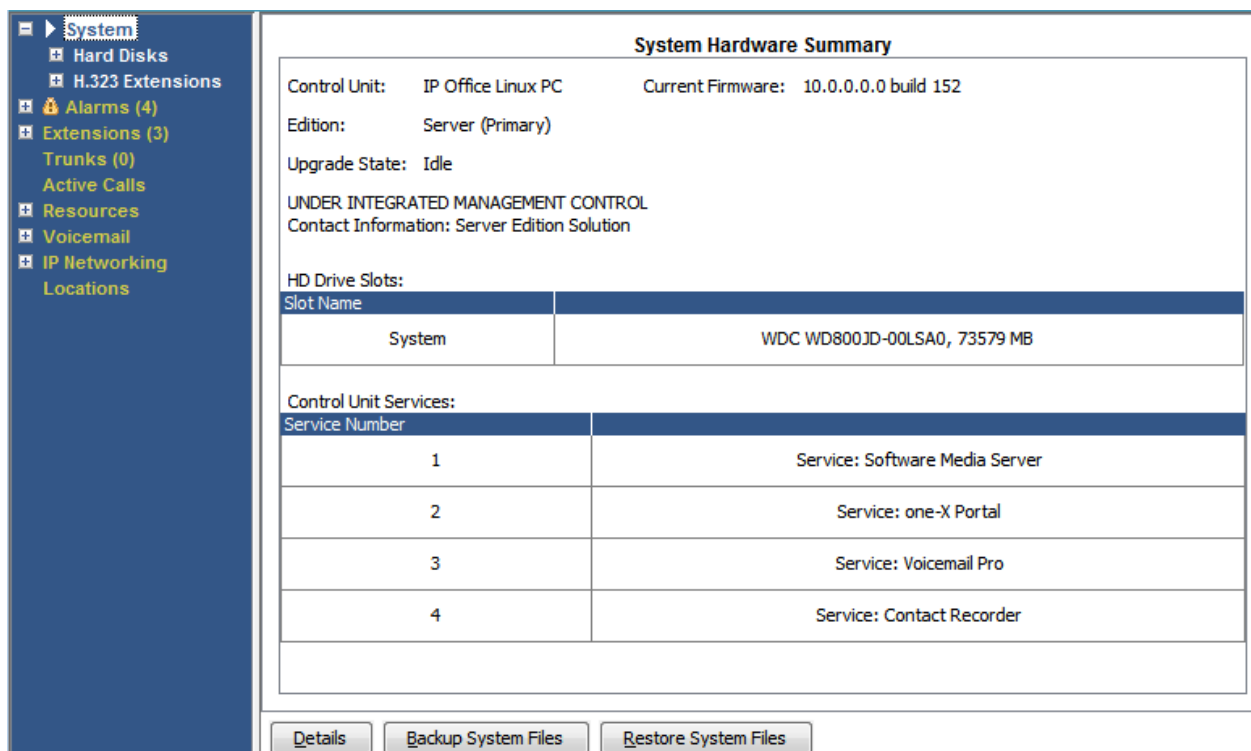 System
Hard Disks
H.323 Extensions
Alarms (4)
Extensions (3)
Trunks (0)
Active Calls
Resources
Voicemail
IP Networking
Locations
System Hardware Summary
Control Unit: IP Office Linux PC Current Firmware: 10.0.0.0.0 build 152
Edition: Server (Primary)
Upgrade State: Idle
UNDER INTEGRATED MANAGEMENT CONTROL
Contact Information: Server Edition Solution
HD Drive Slots:
Slot Name
System WDC WD800JD-00LSA0, 73579 MB
Control Unit Services:
Service Number
1 Service: Software Media Server
2 Service: one-X Portal
3 Service: Voicemail Pro
4 Service: Contact Recorder
Details Backup System Files Restore System Files